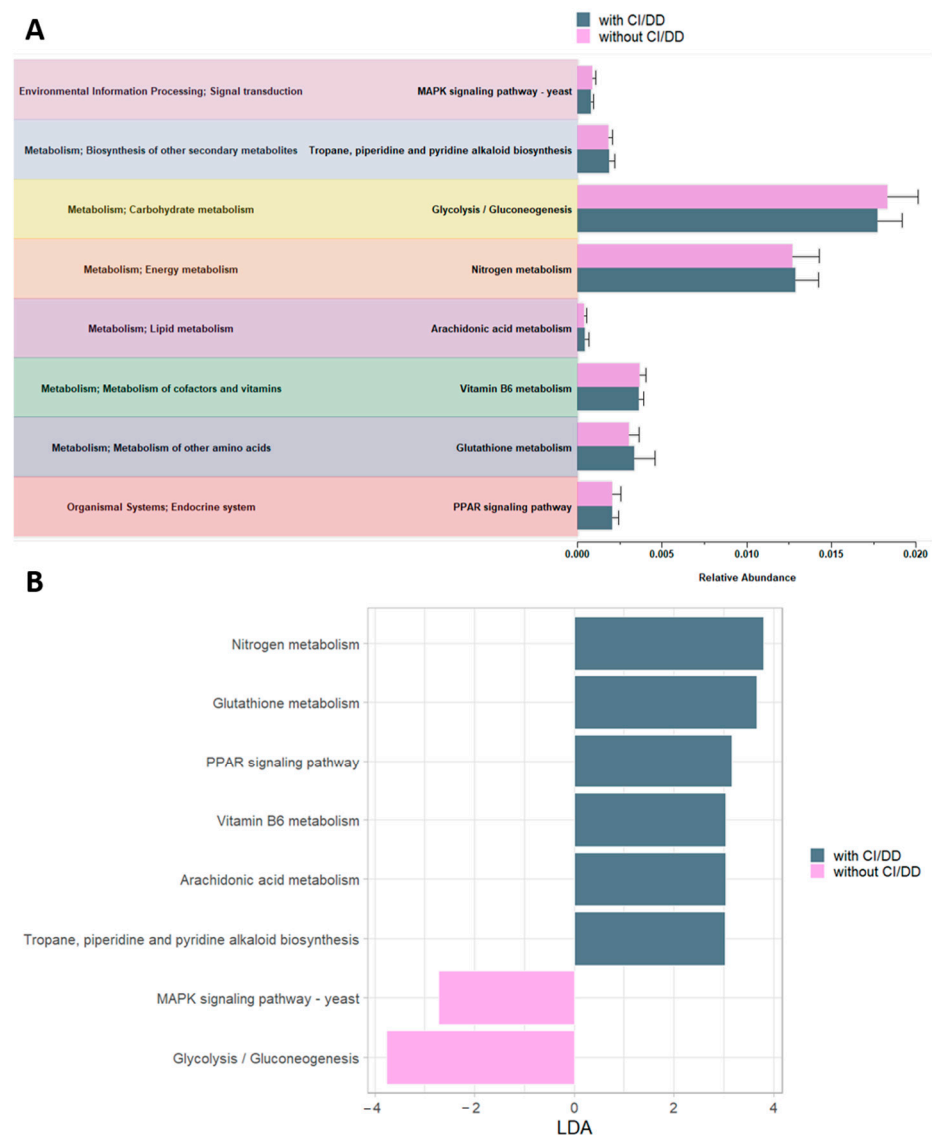 A
with CI/DD
without CI/DD
Environmental Information Processing; Signal transduction MAPK signaling pathway - yeast
Metabolism; Biosynthesis of other secondary metabolites Tropane, piperidine and pyridine alkaloid biosynthesis
Metabolism; Carbohydrate metabolism Glycolysis / Gluconeogenesis
Metabolism; Energy metabolism Nitrogen metabolism
Metabolism; Lipid metabolism Arachidonic acid metabolism
Metabolism; Metabolism of cofactors and vitamins Vitamin B6 metabolism
Metabolism; Metabolism of other amino acids Glutathione metabolism
Organismal Systems; Endocrine system PPAR signaling pathway
0.000 0.005 0.010 0.015 0.020
Relative Abundance
B
Nitrogen metabolism
Glutathione metabolism
PPAR signaling pathway
Vitamin B6 metabolism
Arachidonic acid metabolism
Tropane, piperidine and pyridine alkaloid biosynthesis
MAPK signaling pathway - yeast
Glycolysis / Gluconeogenesis
with CI/DD
without CI/DD
−4 −2 0 2 4
LDA